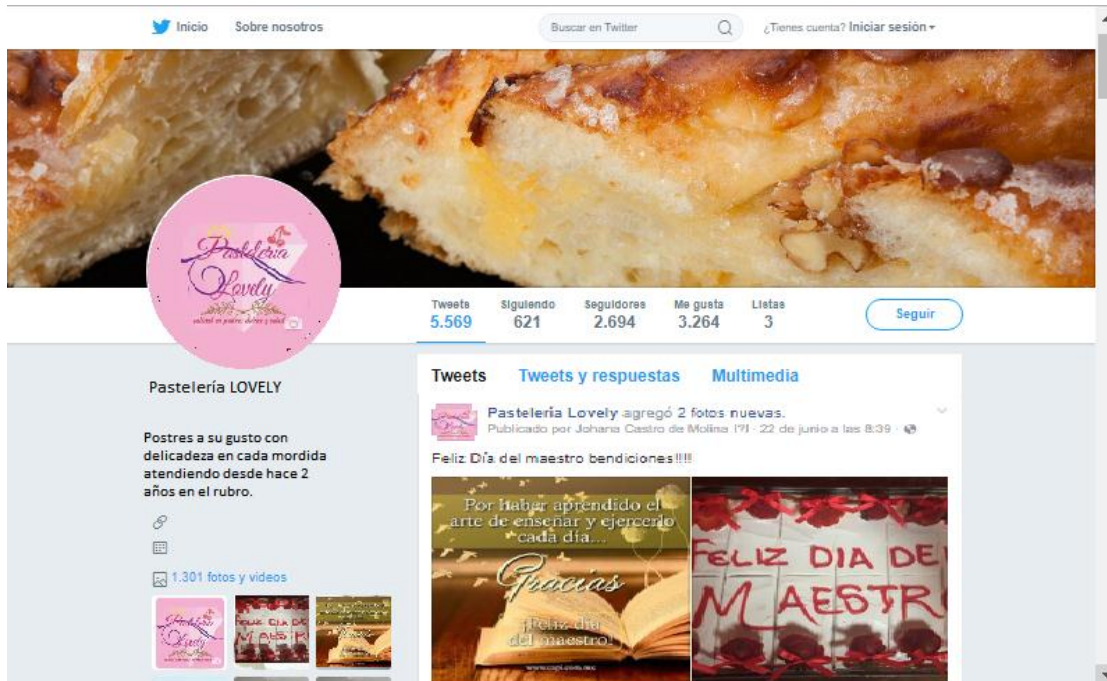 Inicio Sobre nosotros Buscar en Twitter ¿Tienes cuenta? Iniciar sesión
Pastelería
Lovely
Tweets Siguiendo Seguidores Me gusta Listas
5.569 621 2.694 3.264 3
Seguir
Pastelería LOVELY
Postres a su gusto con
delicadeza en cada mordida
atendiendo desde hace 2
años en el rubro.
1.301 fotos y videos
Tweets Tweets y respuestas Multimedia
Pastelería Lovely agregó 2 fotos nuevas.
Publicado por Johana Castro de Molina [?] · 22 de junio a las 8:39 ·
Feliz Día del maestro bendiciones!!!!!
Por haber aprendido el
arte de enseñar y ejercerlo
cada día...
Gracias
¡Feliz día
del maestro!
FELIZ DIA DE
MAESTR